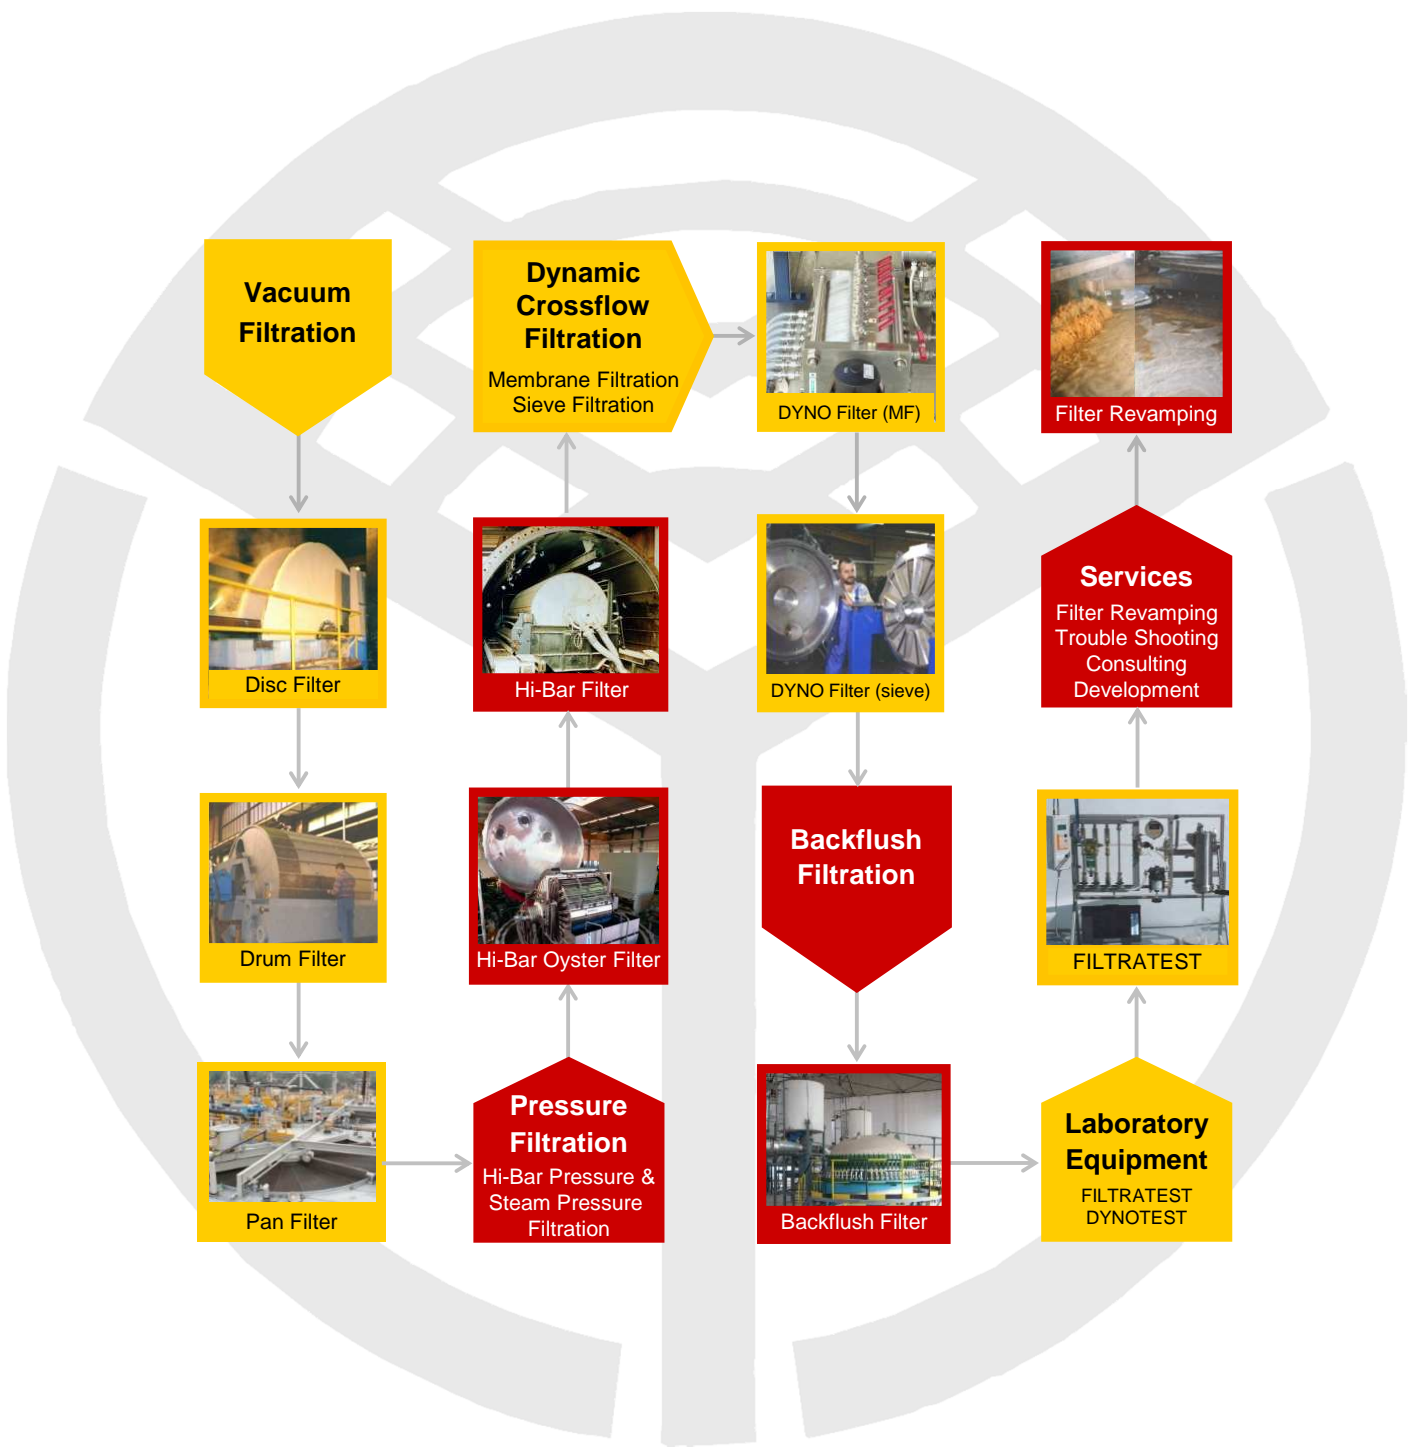 Vacuum
Filtration
Disc Filter
Drum Filter
Pan Filter
Pressure
Filtration
Hi-Bar Pressure &
Steam Pressure
Filtration
Hi-Bar Oyster Filter
Hi-Bar Filter
Dynamic
Crossflow
Filtration
Membrane Filtration
Sieve Filtration
DYNO Filter (MF)
DYNO Filter (sieve)
Backflush
Filtration
Backflush Filter
Laboratory
Equipment
FILTRATEST
DYNOTEST
FILTRATEST
Services
Filter Revamping
Trouble Shooting
Consulting
Development
Filter Revamping